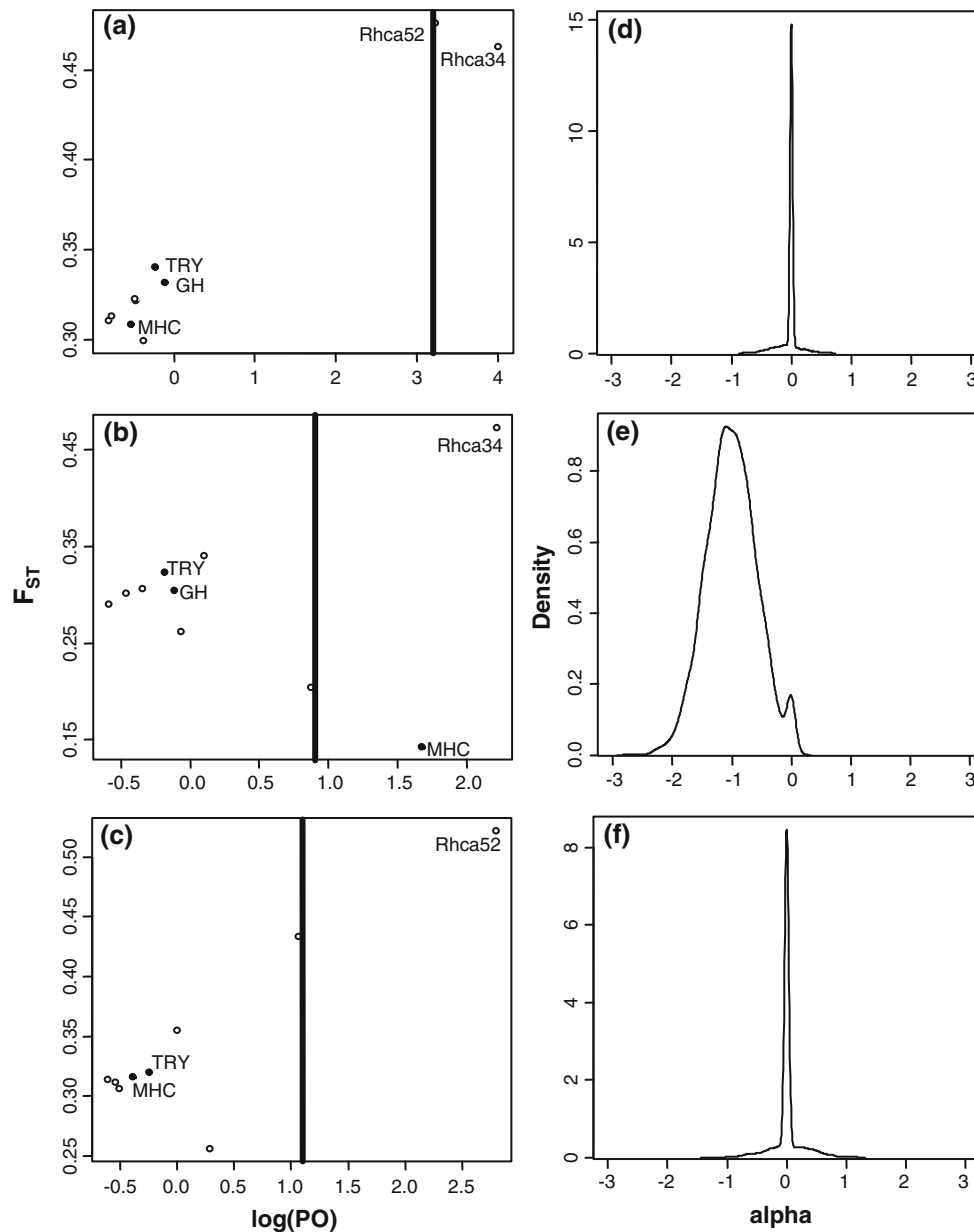 (a)
Rhca52
Rhca34
TRY
GH
MHC
0.45
0.40
0.35
0.30
0 1 2 3 4
(d)
15
10
5
0
-3 -2 -1 0 1 2 3
(b)
Rhca34
TRY
GH
MHC
0.45
0.35
0.25
0.15
-0.5 0.0 0.5 1.0 1.5 2.0
FST
(e)
0.8
0.6
0.4
0.2
0.0
-3 -2 -1 0 1 2 3
Density
(c)
Rhca52
TRY
MHC
0.50
0.45
0.40
0.35
0.30
0.25
-0.5 0.0 0.5 1.0 1.5 2.0 2.5
log(PO)
(f)
8
6
4
2
0
-3 -2 -1 0 1 2 3
alpha